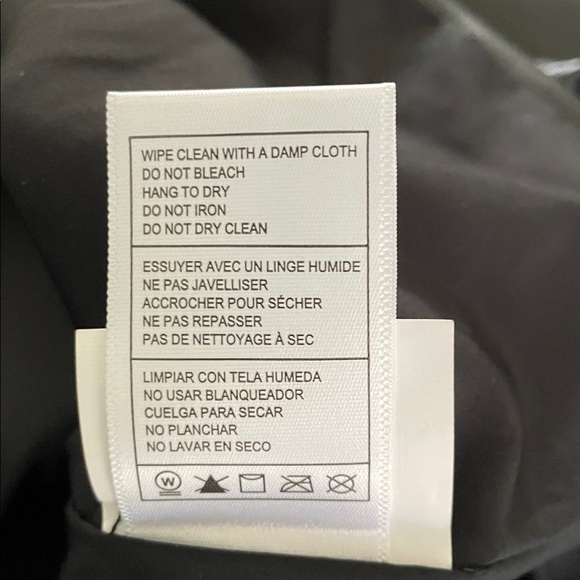 WIPE CLEAN WITH A DAMP CLOTH
DO NOT BLEACH
HANG TO DRY
DO NOT IRON
DO NOT DRY CLEAN
ESSUYER AVEC UN LINGE HUMIDE
NE PAS JAVELLISER
ACCROCHER POUR SÉCHER
NE PAS REPASSER
PAS DE NETTOYAGE À SEC
LIMPIAR CON TELA HUMEDA
NO USAR BLANQUEADOR
CUELGA PARA SECAR
NO PLANCHAR
NO LAVAR EN SECO
W